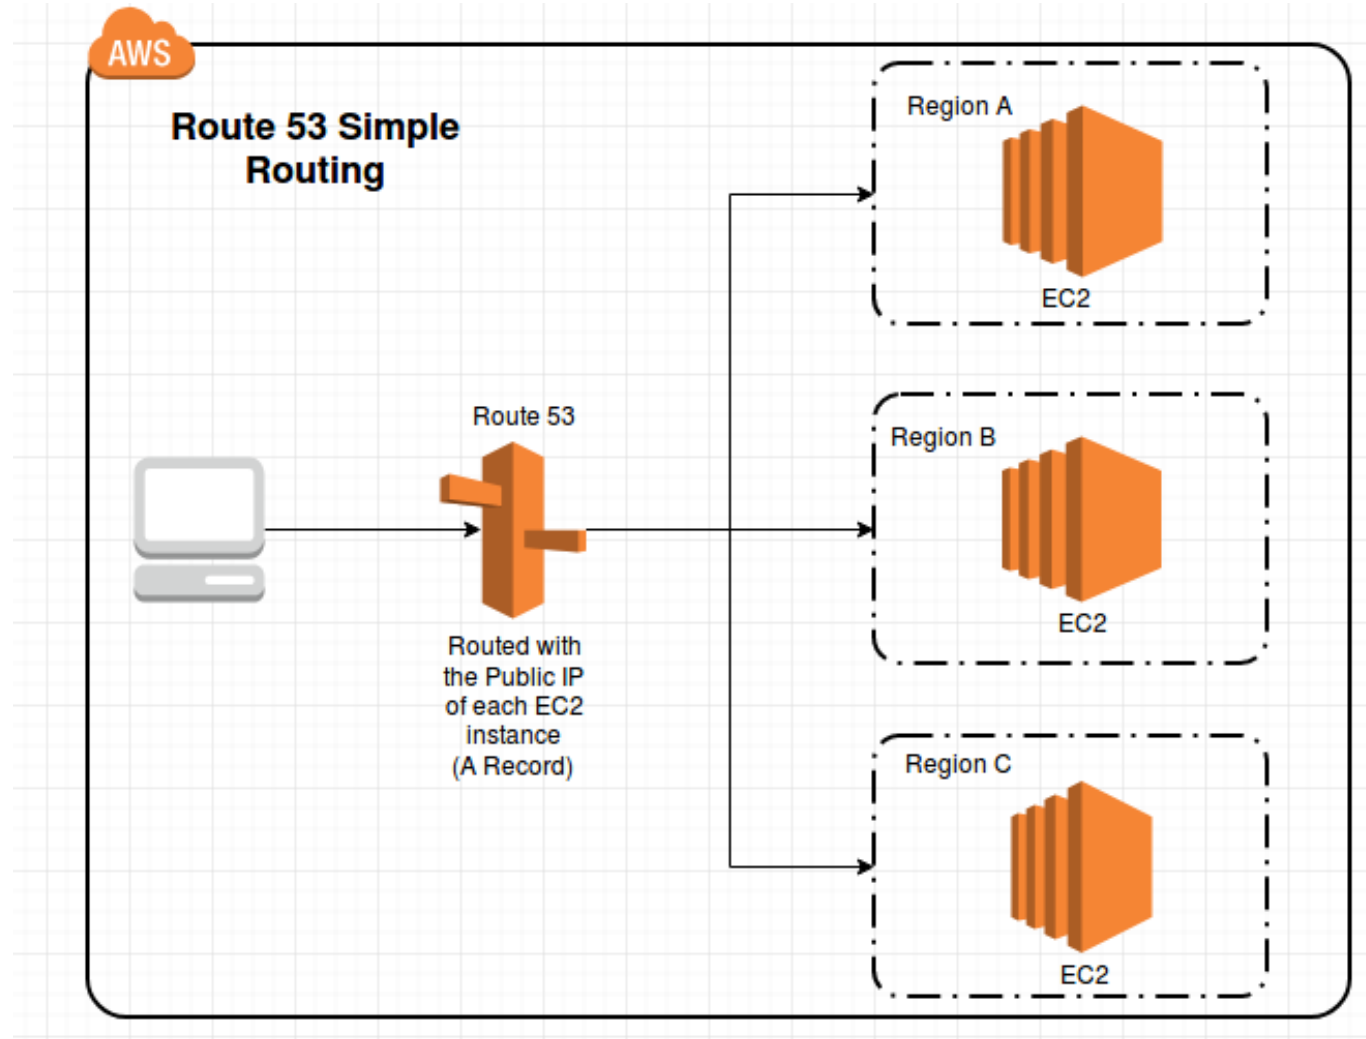 AWS
Route 53 Simple
Routing
Region A
EC2
Route 53
Region B
EC2
Routed with
the Public IP
of each EC2
instance
(A Record)
Region C
EC2